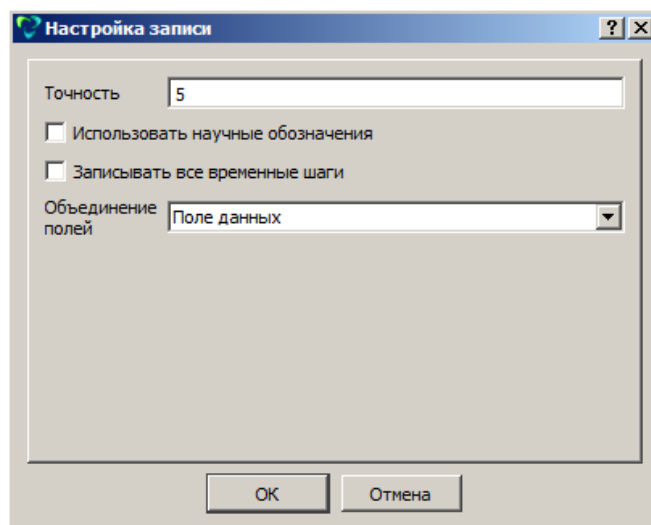 Настройка записи
Точность 5
Использовать научные обозначения
Записывать все временные шаги
Объединение
полей
Поле данных
OK Отмена